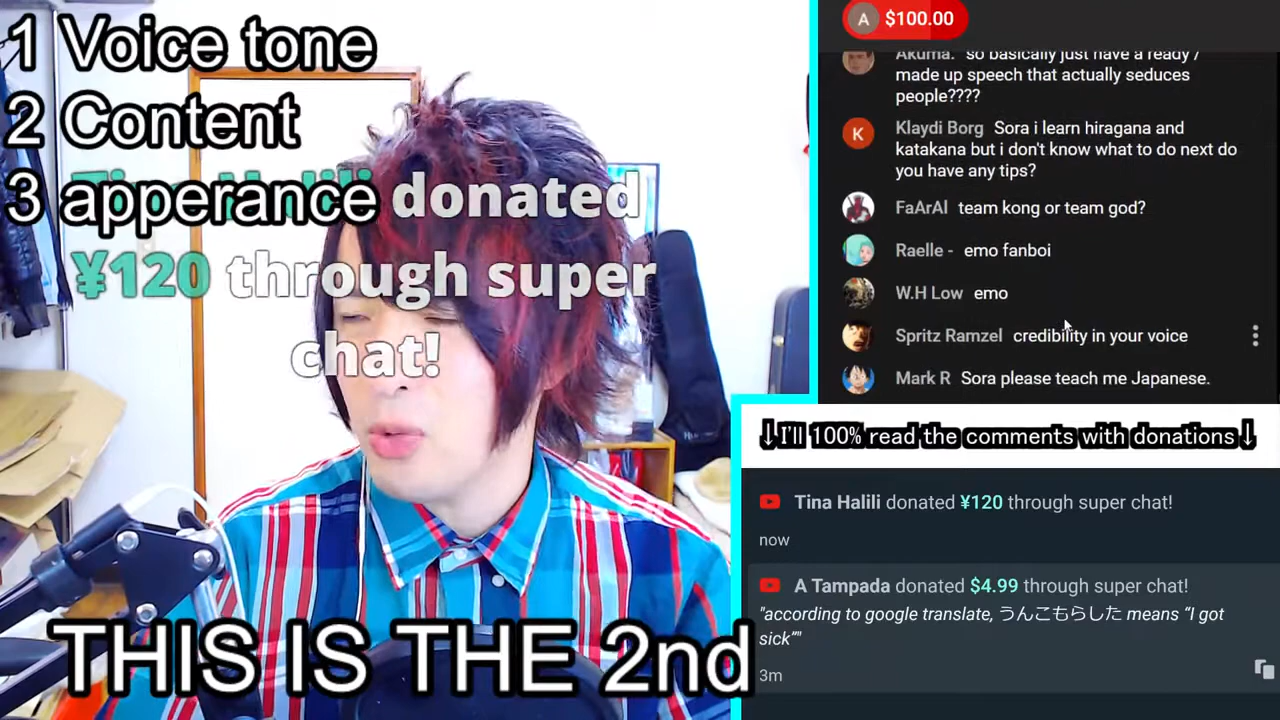 1 Voice tone
2 Content
3 apperance
Tina Halili donated
¥120 through super
chat!
THIS IS THE 2nd
A $100.00
Akuma. so basically just have a ready /
made up speech that actually seduces
people????
K
Klaydi Borg Sora i learn hiragana and
katakana but i don't know what to do next do
you have any tips?
FaArAI team kong or team god?
Raelle - emo fanboi
W.H Low emo
Spritz Ramzel credibility in your voice
Mark R Sora please teach me Japanese.
↓I'll 100% read the comments with donations↓
Tina Halili donated ¥120 through super chat!
now
A Tampada donated $4.99 through super chat!
"according to google translate, うんこもらした means “I got
sick”"
3m